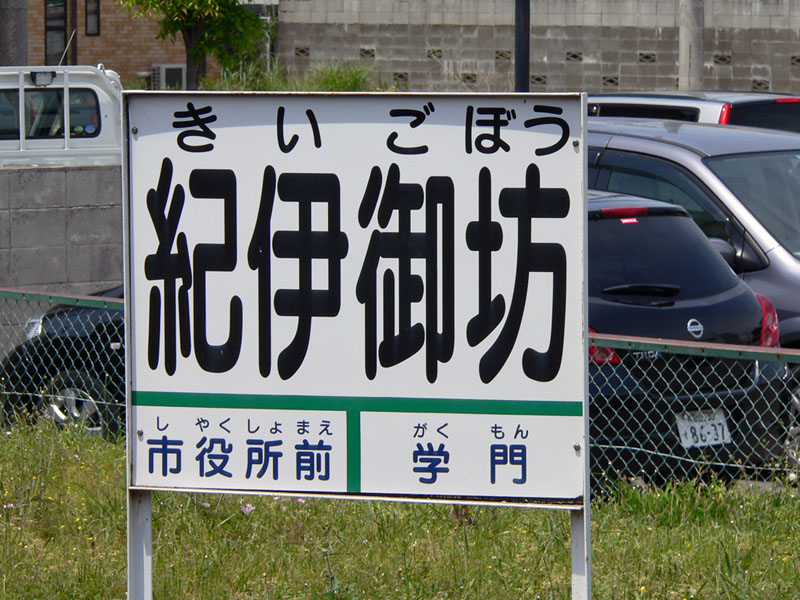 きいごぼう
紀伊御坊
しやくしょまえ
市役所前
がくもん
学門
86-37